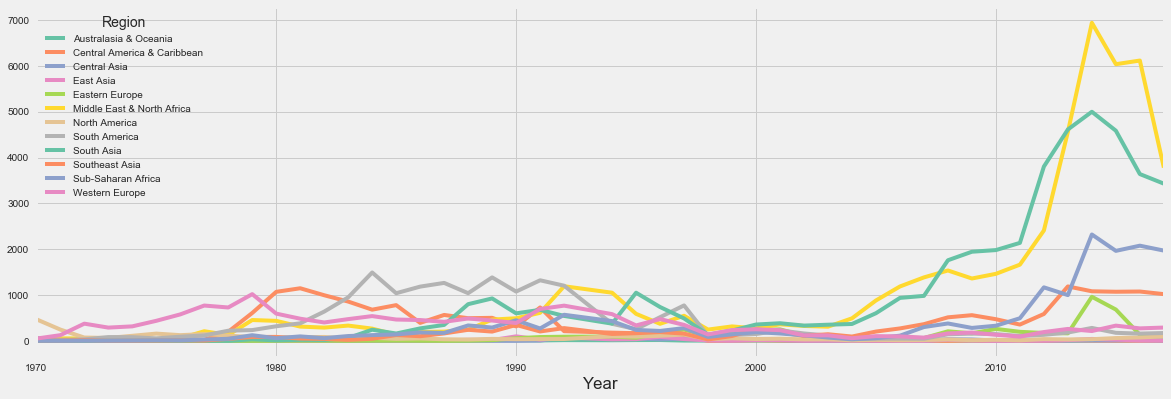 Region
Australasia & Oceania
Central America & Caribbean
Central Asia
East Asia
Eastern Europe
Middle East & North Africa
North America
South America
South Asia
Southeast Asia
Sub-Saharan Africa
Western Europe
7000
6000
5000
4000
3000
2000
1000
0
1970 1980 1990 2000 2010
Year